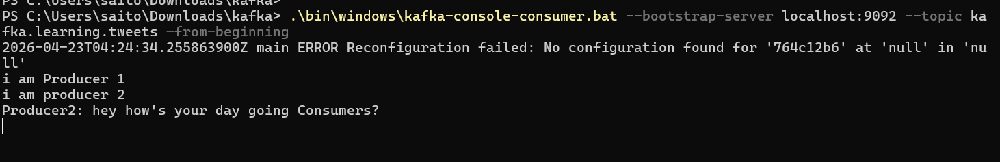 PS C:\Users\saito\Downloads\kafka>
PS C:\Users\saito\Downloads\kafka> .\bin\windows\kafka-console-consumer.bat --bootstrap-server localhost:9092 --topic ka
fka.learning.tweets -from-beginning
2026-04-23T04:24:34.255863900Z main ERROR Reconfiguration failed: No configuration found for '764c12b6' at 'null' in 'nu
ll'
i am Producer 1
i am producer 2
Producer2: hey how's your day going Consumers?